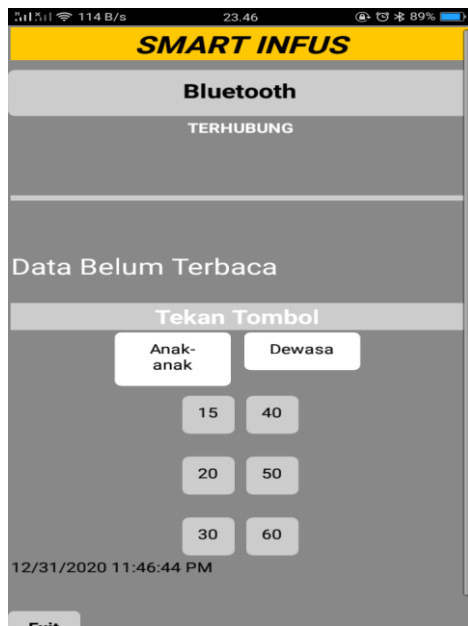 114 B/s 23.46 89%
SMART INFUS
Bluetooth
TERHUBUNG
Data Belum Terbaca
Tekan Tombol
Anak-
anak
Dewasa
15 40
20 50
30 60
12/31/2020 11:46:44 PM
Exit